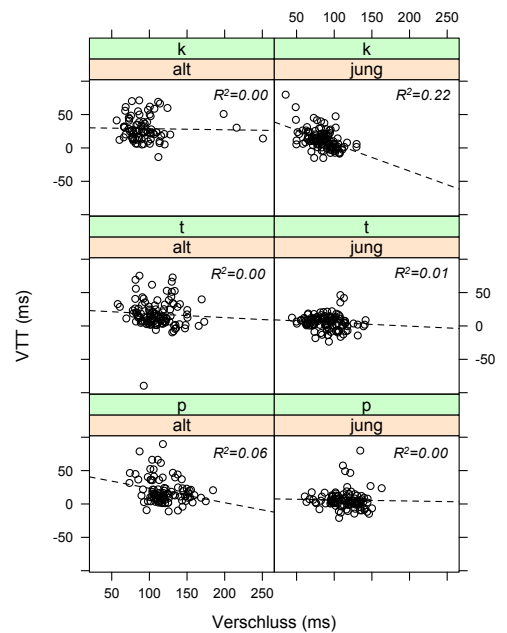 50 100 150 200 250
k k
alt jung
R²=0.00 R²=0.22
50
0
-50
t t
alt jung
R²=0.00 R²=0.01
50
0
-50
VTT (ms)
p p
alt jung
R²=0.06 R²=0.00
50
0
-50
50 100 150 200 250
Verschluss (ms)